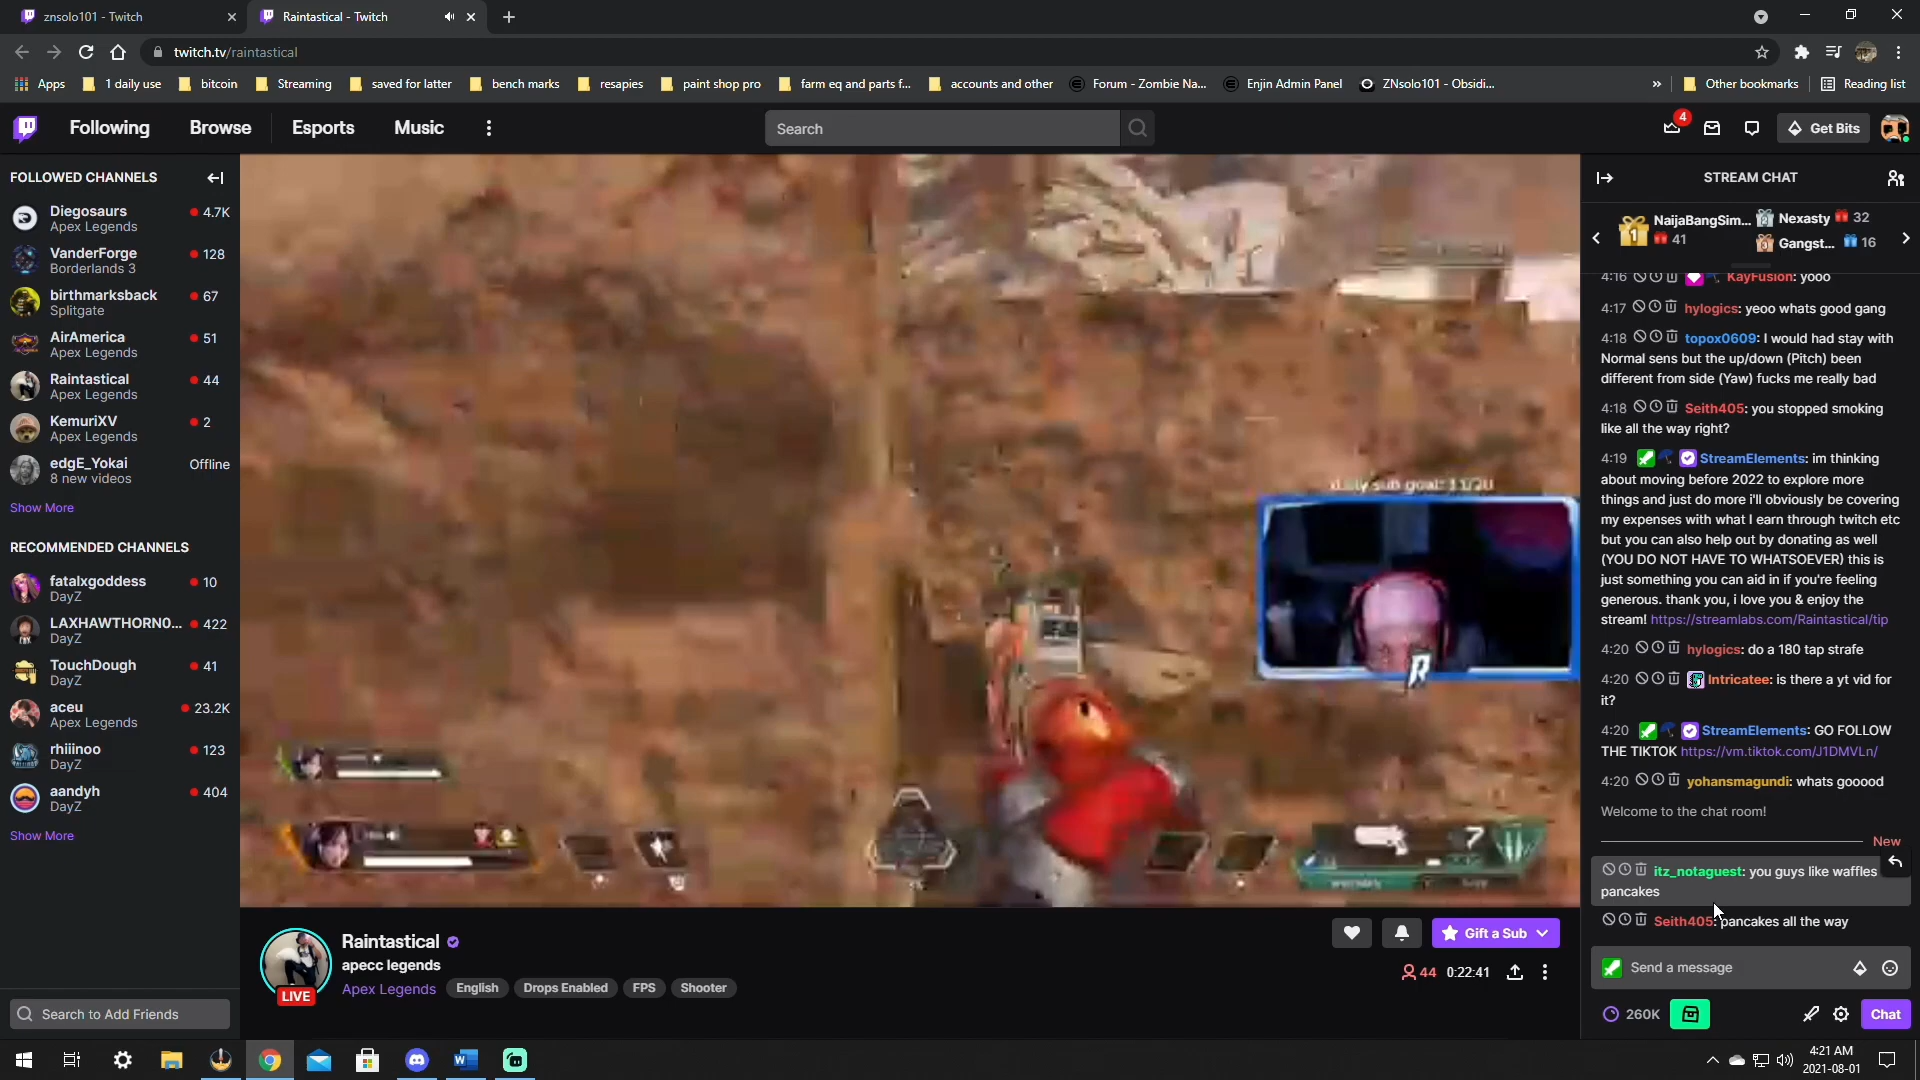 znsolo101 - Twitch
Raintastical - Twitch
twitch.tv/raintastical
Apps
1 daily use
bitcoin
Streaming
saved for latter
bench marks
resapies
paint shop pro
farm eq and parts f...
accounts and other
Forum - Zombie Na...
Enjin Admin Panel
ZNsolo101 - Obsidi...
»
Other bookmarks
Reading list
Following
Browse
Esports
Music
Search
4
Get Bits
FOLLOWED CHANNELS
Diegosaurs 4.7K
Apex Legends
VanderForge 128
Borderlands 3
birthmarksback 67
Splitgate
AirAmerica 51
Apex Legends
Raintastical 44
Apex Legends
KemuriXV 2
Apex Legends
edgE_Yokai Offline
8 new videos
Show More
RECOMMENDED CHANNELS
fatalxgoddess 10
DayZ
LAXHAWTHORNO... 422
DayZ
TouchDough 41
DayZ
aceu 23.2K
Apex Legends
rhiiinoo 123
DayZ
aandyh 404
DayZ
Show More
Search to Add Friends
daily sub goal: 11/20
R
7
Raintastical
apecc legends
Apex Legends English Drops Enabled FPS Shooter
LIVE
Gift a Sub
44 0:22:41
STREAM CHAT
1 NaijaBangSim... 41
Nexasty 32
Gangst... 16
4:16 KayFusion: yooo
4:17 hylogics: yeoo whats good gang
4:18 topox0609: I would had stay with
Normal sens but the up/down (Pitch) been
different from side (Yaw) fucks me really bad
4:18 Seith405: you stopped smoking
like all the way right?
4:19 StreamElements: im thinking
about moving before 2022 to explore more
things and just do more i'll obviously be covering
my expenses with what I earn through twitch etc
but you can also help out by donating as well
(YOU DO NOT HAVE TO WHATSOEVER) this is
just something you can aid in if you're feeling
generous. thank you, i love you & enjoy the
stream! https://streamlabs.com/Raintastical/tip
4:20 hylogics: do a 180 tap strafe
4:20 Intricatee: is there a yt vid for
it?
4:20 StreamElements: GO FOLLOW
THE TIKTOK https://vm.tiktok.com/J1DMVLn/
4:20 yohansmagundi: whats gooood
Welcome to the chat room!
New
itz_notaguest: you guys like waffles
pancakes
Seith405: pancakes all the way
Send a message
260K
Chat
4:21 AM
2021-08-01